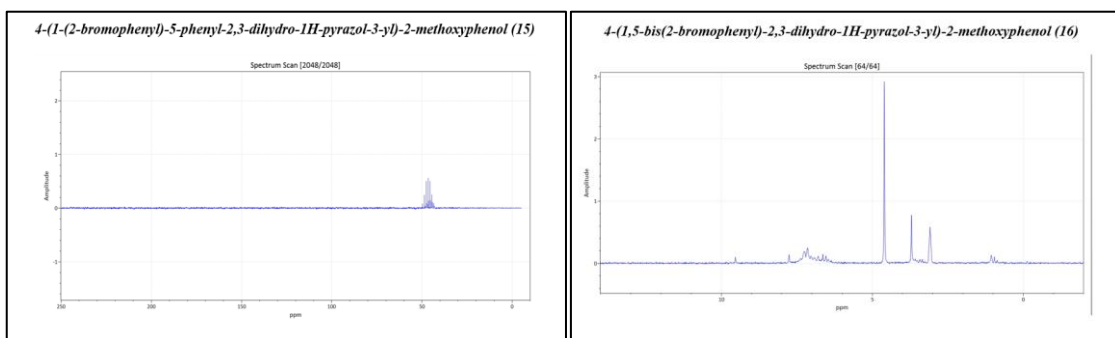 4-(1-(2-bromophenyl)-5-phenyl-2,3-dihydro-1H-pyrazol-3-yl)-2-methoxyphenol (15)
Spectrum Scan [2048/2048]
2
1
0
-1
Amplitude
250
200
150
100
50
0
ppm
4-(1,5-bis(2-bromophenyl)-2,3-dihydro-1H-pyrazol-3-yl)-2-methoxyphenol (16)
Spectrum Scan [64/64]
3
2
1
0
Amplitude
10
5
0
ppm